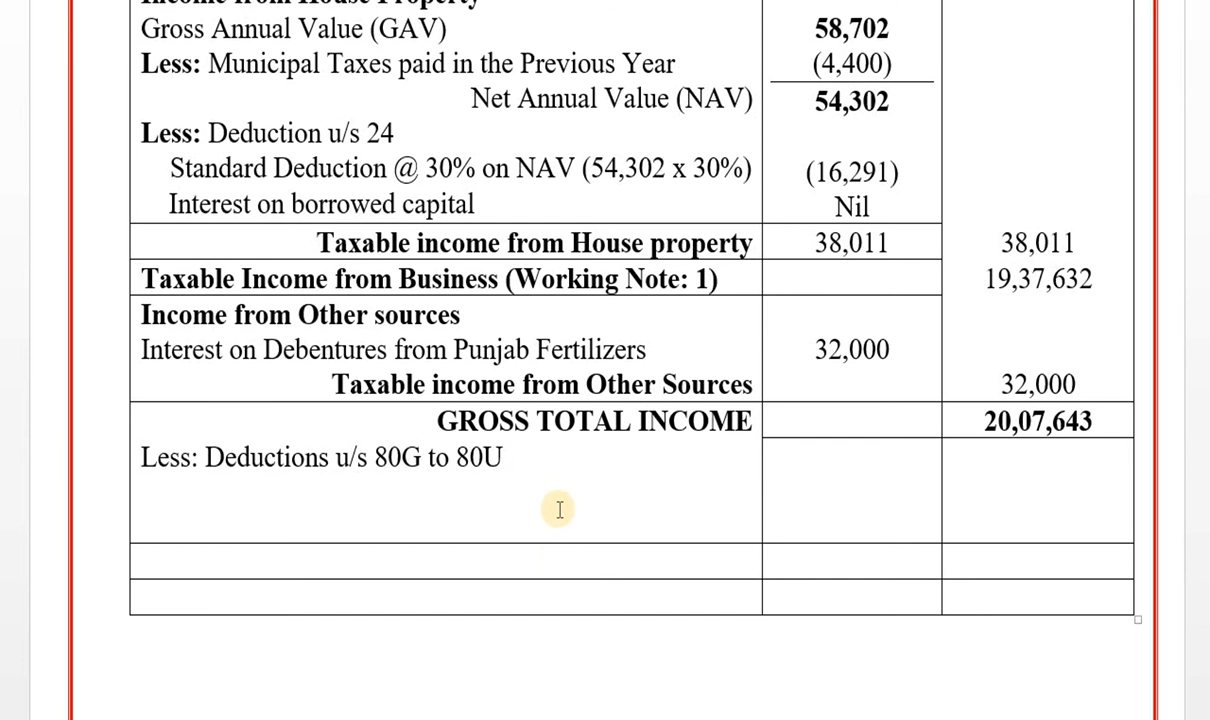 Income from House Property
Gross Annual Value (GAV) 58,702
Less: Municipal Taxes paid in the Previous Year (4,400)
Net Annual Value (NAV) 54,302
Less: Deduction u/s 24
Standard Deduction @ 30% on NAV (54,302 x 30%) (16,291)
Interest on borrowed capital Nil
Taxable income from House property 38,011 38,011
Taxable Income from Business (Working Note: 1) 19,37,632
Income from Other sources
Interest on Debentures from Punjab Fertilizers 32,000
Taxable income from Other Sources 32,000
GROSS TOTAL INCOME 20,07,643
Less: Deductions u/s 80G to 80U